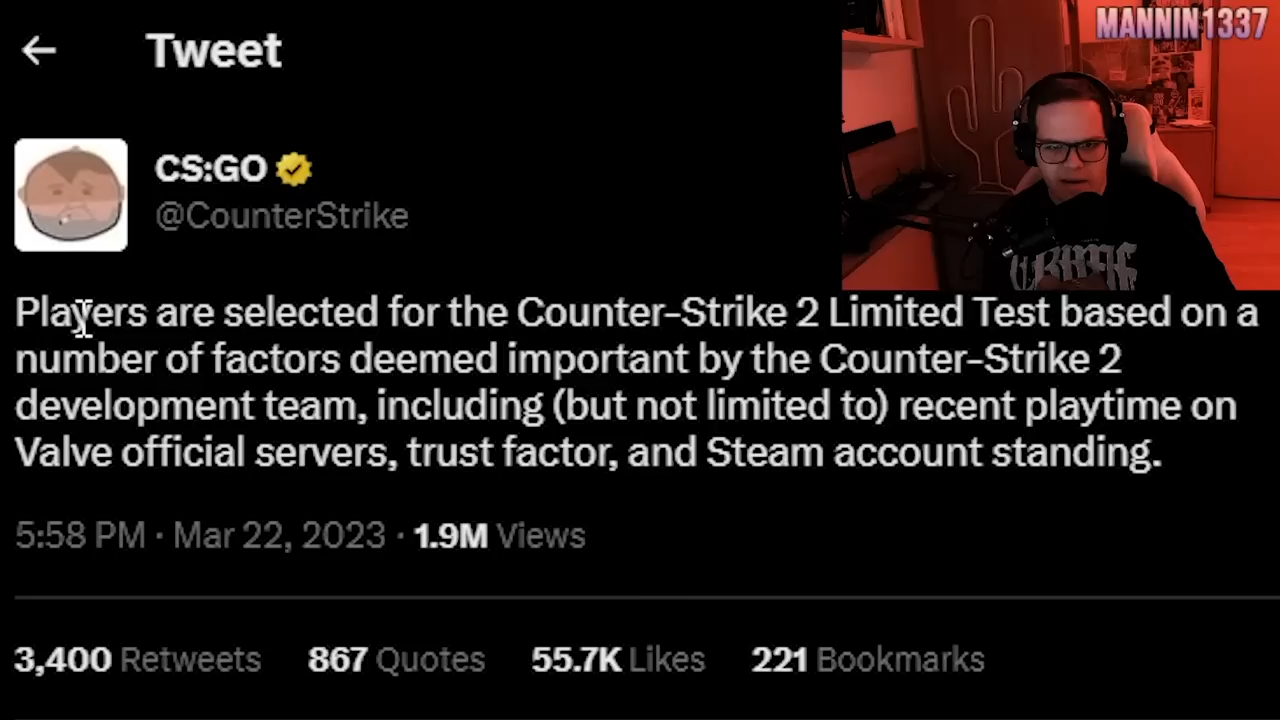 MANNIN1337
Tweet
CS:GO
@CounterStrike
Players are selected for the Counter-Strike 2 Limited Test based on a
number of factors deemed important by the Counter-Strike 2
development team, including (but not limited to) recent playtime on
Valve official servers, trust factor, and Steam account standing.
5:58 PM · Mar 22, 2023 · 1.9M Views
3,400 Retweets 867 Quotes 55.7K Likes 221 Bookmarks